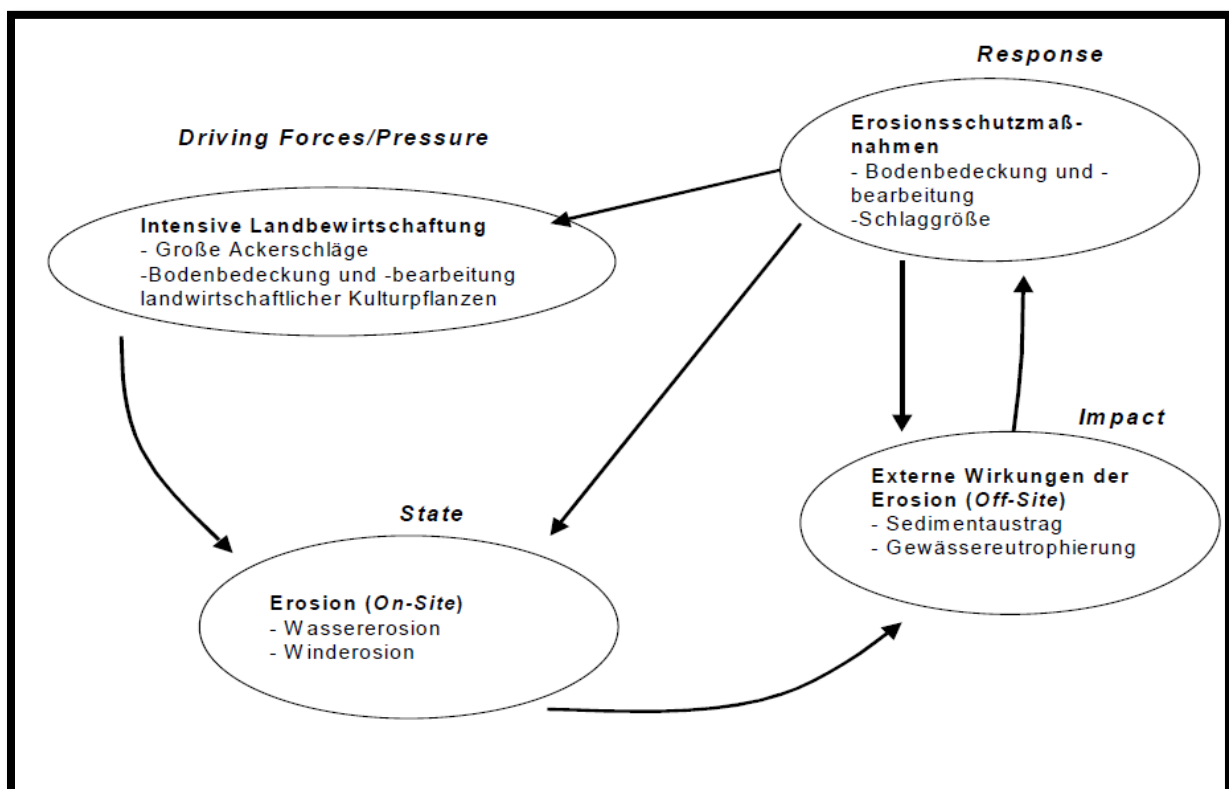 Response
Erosionsschutzmaß-
nahmen
- Bodenbedeckung und -
bearbeitung
-Schlaggröße
Driving Forces/Pressure
Intensive Landbewirtschaftung
- Große Ackerschläge
-Bodenbedeckung und -bearbeitung
landwirtschaftlicher Kulturpflanzen
Impact
Externe Wirkungen der
Erosion (Off-Site)
- Sedimentaustrag
- Gewässereutrophierung
State
Erosion (On-Site)
- Wassererosion
- Winderosion